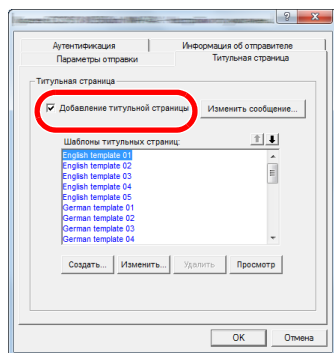 Аутентификация
Информация об отправителе
Параметры отправки
Титульная страница
Титульная страница
Добавление титульной страницы
Изменить сообщение...
Шаблоны титульных страниц:
English template 01
English template 02
English template 03
English template 04
English template 05
German template 01
German template 02
German template 03
German template 04
Создать...
Изменить...
Удалить
Просмотр
OK
Отмена